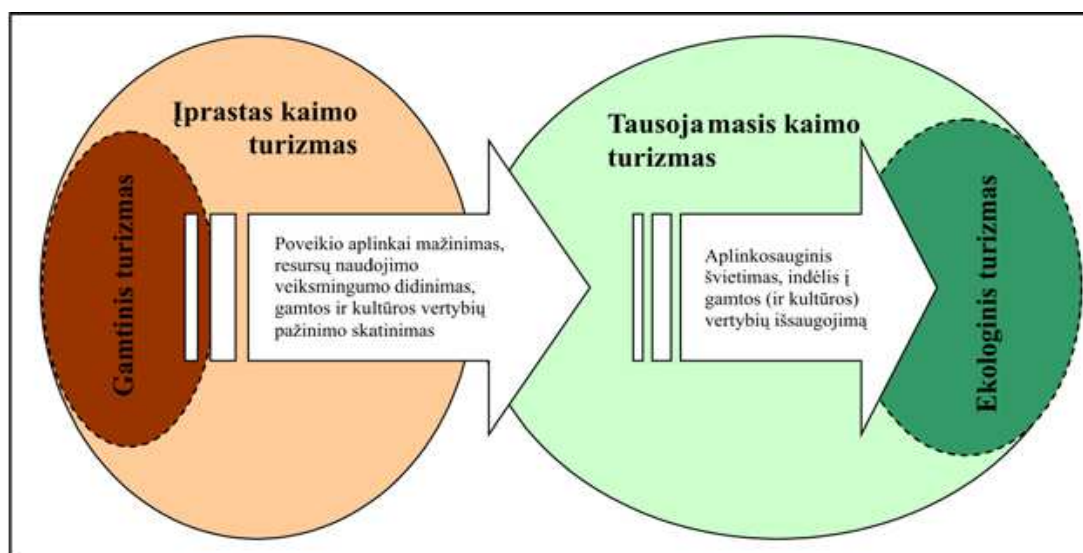 Įprastas kaimo
turizmas
Gamtinis turizmas
Poveikio aplinkai mažinimas,
resursų naudojimo
veiksmingumo didinimas,
gamtos ir kultūros vertybių
pažinimo skatinimas
Tausoja masis kaimo
turizmas
Aplinkosauginis
švietimas, indėlis į
gamtos (ir kultūros)
vertybių išsaugojimą
Ekologinis turizmas